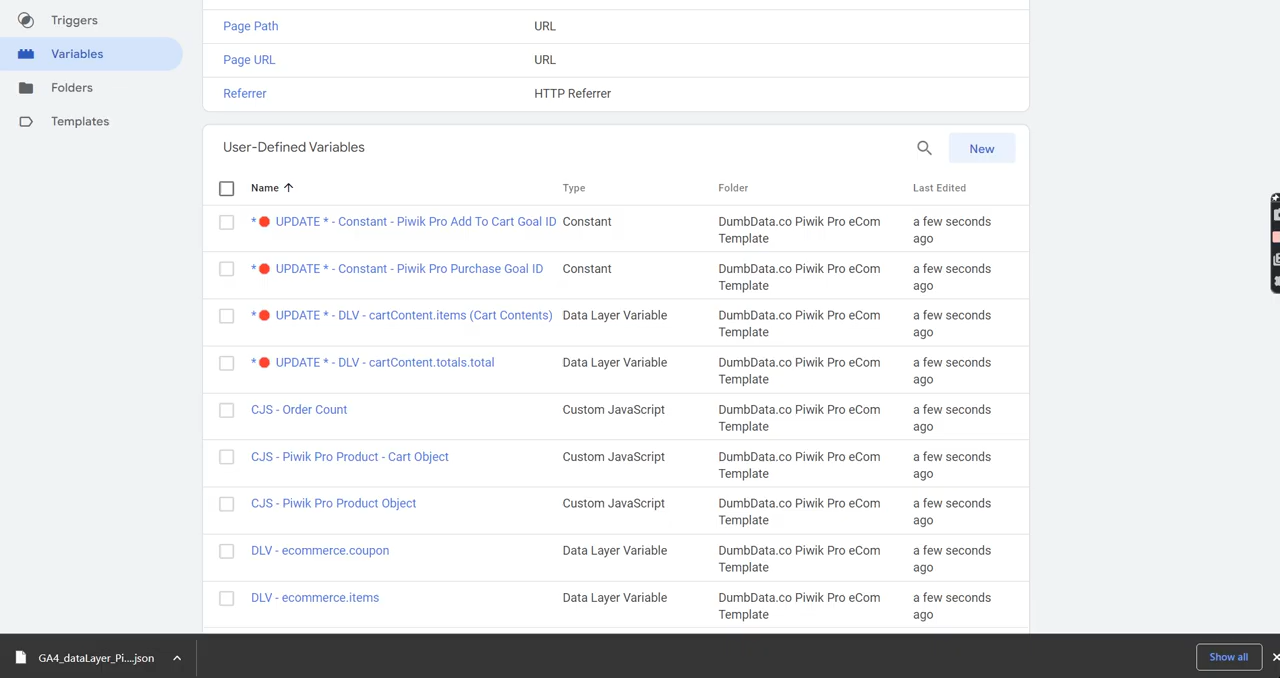 Triggers
Variables
Folders
Templates
Page Path URL
Page URL URL
Referrer HTTP Referrer
User-Defined Variables New
Name Type Folder Last Edited
* UPDATE * - Constant - Piwik Pro Add To Cart Goal ID Constant DumbData.co Piwik Pro eCom a few seconds
Template ago
* UPDATE * - Constant - Piwik Pro Purchase Goal ID Constant DumbData.co Piwik Pro eCom a few seconds
Template ago
* UPDATE * - DLV - cartContent.items (Cart Contents) Data Layer Variable DumbData.co Piwik Pro eCom a few seconds
Template ago
* UPDATE * - DLV - cartContent.totals.total Data Layer Variable DumbData.co Piwik Pro eCom a few seconds
Template ago
CJS - Order Count Custom JavaScript DumbData.co Piwik Pro eCom a few seconds
Template ago
CJS - Piwik Pro Product - Cart Object Custom JavaScript DumbData.co Piwik Pro eCom a few seconds
Template ago
CJS - Piwik Pro Product Object Custom JavaScript DumbData.co Piwik Pro eCom a few seconds
Template ago
DLV - ecommerce.coupon Data Layer Variable DumbData.co Piwik Pro eCom a few seconds
Template ago
DLV - ecommerce.items Data Layer Variable DumbData.co Piwik Pro eCom a few seconds
Template ago
GA4_dataLayer_Pi....json Show all